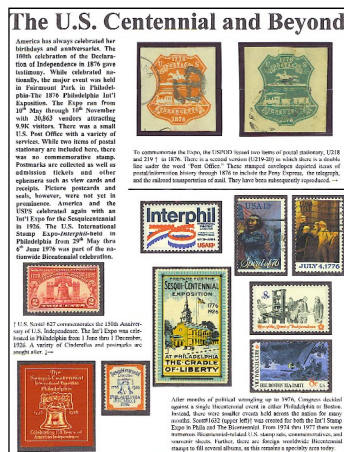 The U.S. Centennial and Beyond
America has always celebrated her
birthdays and anniversaries. The
100th celebration of the Declara-
tion of Independence in 1876 gave
testimony. While celebrated na-
tionally, the major event was held
in Fairmount Park in Philadel-
phia-The 1876 Philadelphia Int'l
Exposition. The Expo ran from
10th May through 10th November
with 30,863 vendors attracting
9.9K visitors. There was a small
U.S. Post Office with a variety of
services. While two items of postal
stationary are included here, there
was no commemorative stamp.
Postmarks are collected as well as
admission tickets and other
ephemera such as view cards and
receipts. Picture postcards and
seals, however, were not yet in
prominence. America and the
USPS celebrated again with an
Int'l Expo for the Sesquicentennial
in 1926. The U.S. International
Stamp Expo-Interphil-held in
Philadelphia from 29th May thru
6th June 1976 was part of the na-
tionwide Bicentennial celebration.
To commemorate the Expo, the USPOD issued two items of postal stationary, U218
and 219 ↑ in 1876. There is a second version (U219-20) in which there is a double
line under the word "Post Office." These stamped envelopes depicted items of
postal/information history through 1876 to include the Pony Express, the telegraph,
and the railroad transportation of mail. They have been subsequently reproduced. →
Interphil
76
USA 13c
Spirit of 76
JULY 4, 1776
↑ U.S. Scott# 627 commemorates the 150th Anniver-
sary of U.S. Independence. The Int'l Expo was cele-
brated in Philadelphia from 1 June thru 1 December,
1926. A variety of Cinderellas and postmarks are
sought after.
PREPARE FOR THE
SESQUI-CENTENNIAL
EXPOSITION
1776
1926
AT PHILADELPHIA
THE CRADLE
OF LIBERTY
THE BOSTON TEA PARTY
After months of political wrangling up to 1976, Congress decided
against a single Bicentennial event in either Philadelphia or Boston.
Instead, there were smaller events held across the nation for many
months. Scott#1632 (upper left) was created for both the Int'l Stamp
Expo in Phila and The Bicentennial. From 1974 thru 1977 there were
numerous Bicentennial-related U.S. stamp sets, commemoratives, and
souvenir sheets. Further, there are foreign worldwide Bicentennial
stamps to fill several albums, as this remains a specialty area today.